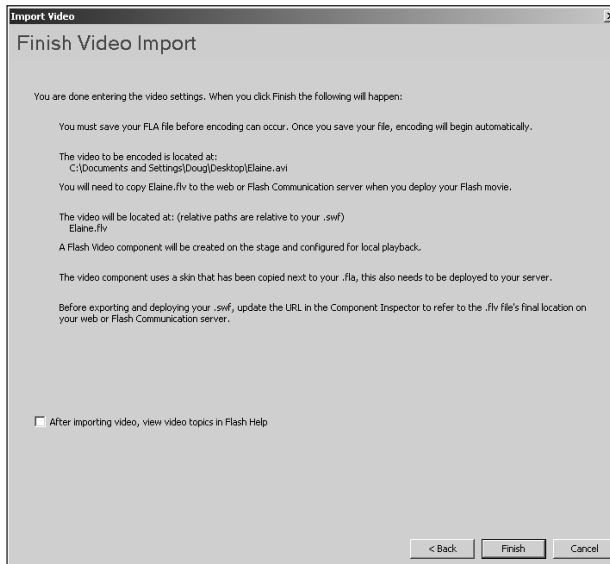 Import Video
Finish Video Import
You are done entering the video settings. When you click Finish the following will happen:
You must save your FLA file before encoding can occur. Once you save your file, encoding will begin automatically.
The video to be encoded is located at:
C:\Documents and Settings\Doug\Desktop\Elaine.avi
You will need to copy Elaine.flv to the web or Flash Communication server when you deploy your Flash movie.
The video will be located at: (relative paths are relative to your .swf)
Elaine.flv
A Flash Video component will be created on the stage and configured for local playback.
The video component uses a skin that has been copied next to your .fla, this also needs to be deployed to your server.
Before exporting and deploying your .swf, update the URL in the Component Inspector to refer to the .flv file's final location on
your web or Flash Communication server.
After importing video, view video topics in Flash Help
< Back
Finish
Cancel